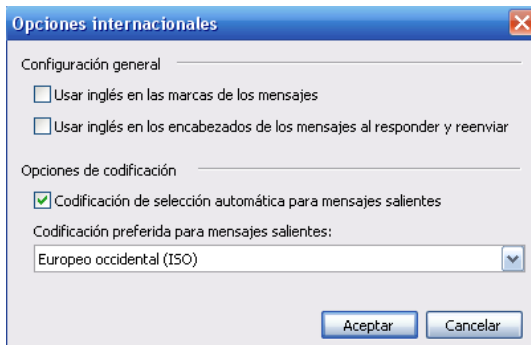 Opciones internacionales
Configuración general
Usar inglés en las marcas de los mensajes
Usar inglés en los encabezados de los mensajes al responder y reenviar
Opciones de codificación
Codificación de selección automática para mensajes salientes
Codificación preferida para mensajes salientes:
Europeo occidental (ISO)
Aceptar Cancelar